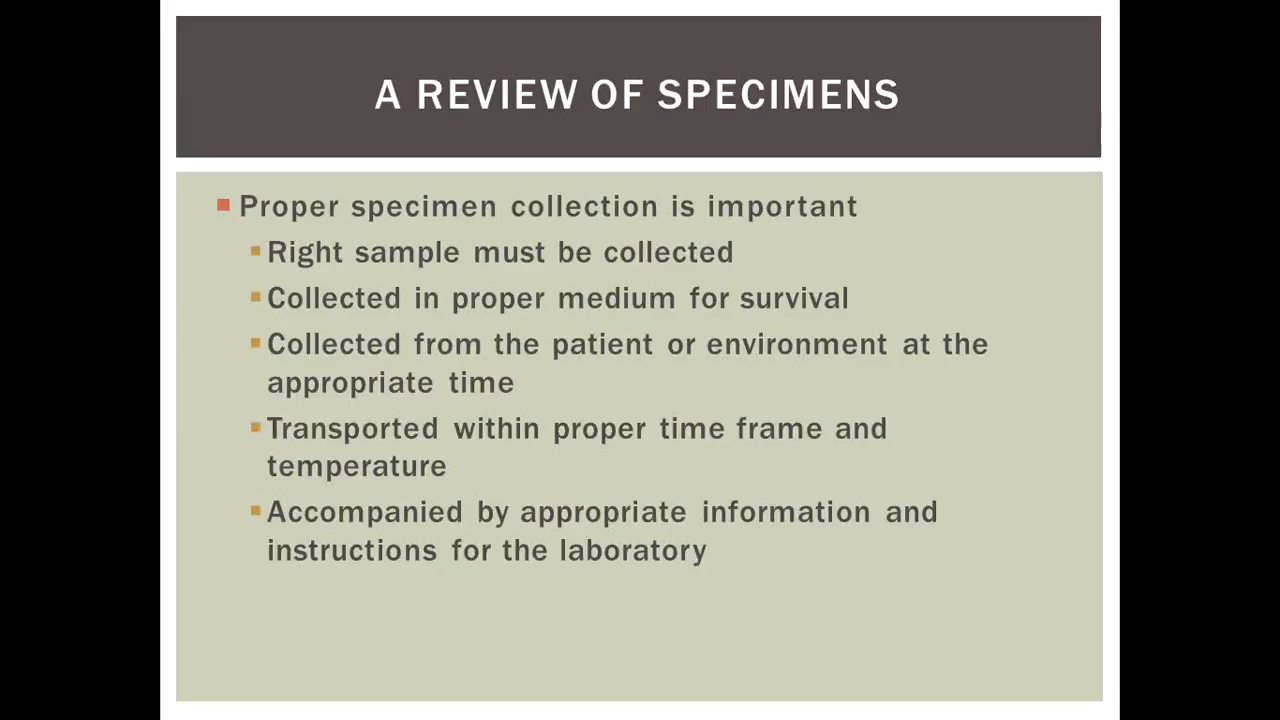 A REVIEW OF SPECIMENS
Proper specimen collection is important
Right sample must be collected
Collected in proper medium for survival
Collected from the patient or environment at the
appropriate time
Transported within proper time frame and
temperature
Accompanied by appropriate information and
instructions for the laboratory